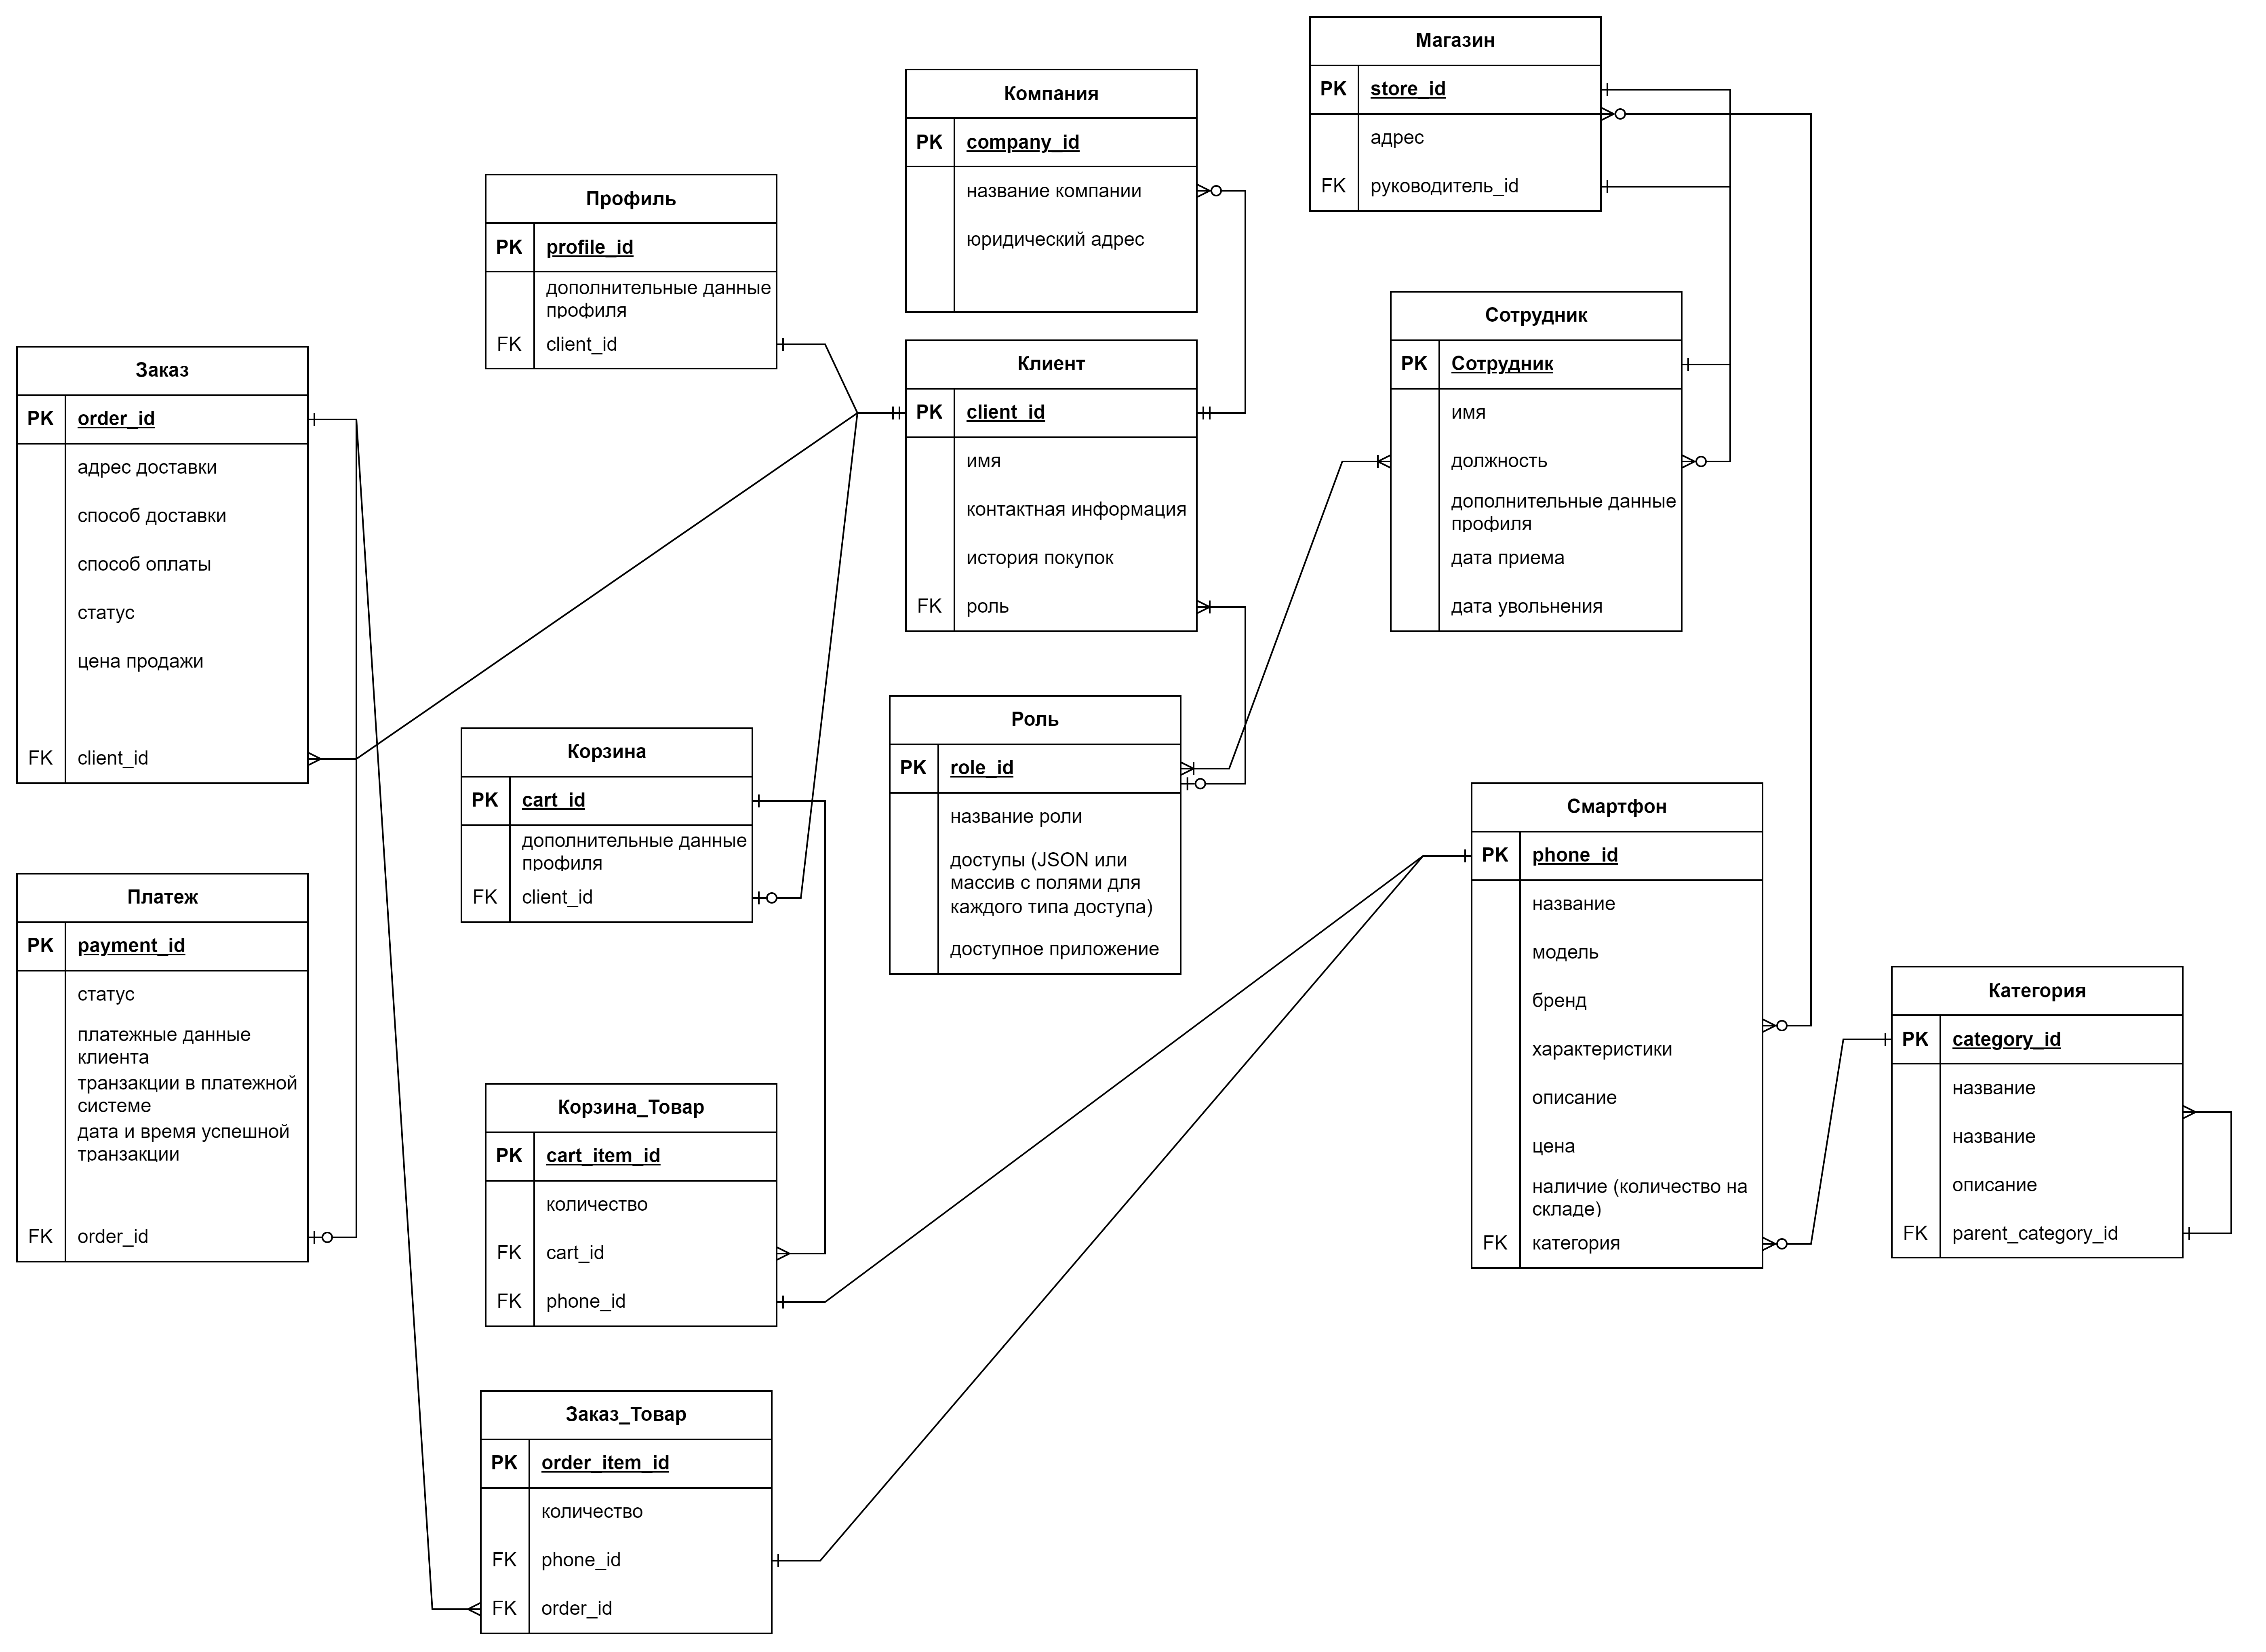 Магазин
PK store_id
адрес
FK руководитель_id
Компания
PK company_id
название компании
юридический адрес
Профиль
PK profile_id
дополнительные данные
профиля
FK client_id
Сотрудник
PK Сотрудник
имя
должность
дополнительные данные
профиля
дата приема
дата увольнения
Клиент
PK client_id
имя
контактная информация
история покупок
FK роль
Заказ
PK order_id
адрес доставки
способ доставки
способ оплаты
статус
цена продажи
FK client_id
Корзина
PK cart_id
дополнительные данные
профиля
FK client_id
Роль
PK role_id
название роли
доступы (JSON или
массив с полями для
каждого типа доступа)
доступное приложение
Смартфон
PK phone_id
название
модель
бренд
характеристики
описание
цена
наличие (количество на
складе)
FK категория
Категория
PK category_id
название
название
описание
FK parent_category_id
Платеж
PK payment_id
статус
платежные данные
клиента
транзакции в платежной
системе
дата и время успешной
транзакции
FK order_id
Корзина_Товар
PK cart_item_id
количество
FK cart_id
FK phone_id
Заказ_Товар
PK order_item_id
количество
FK phone_id
FK order_id